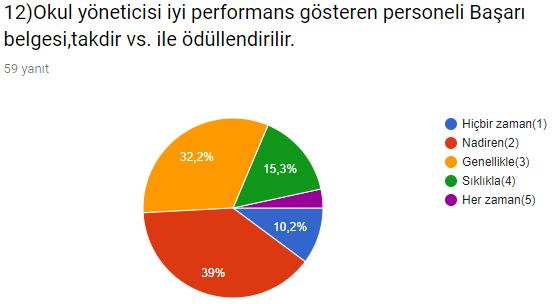 12)Okul yöneticisi iyi performans gösteren personeli Başarı
belgesi,takdir vs. ile ödüllendirilir.
59 yanıt
32,2%
15,3%
10,2%
39%
Hiçbir zaman(1)
Nadiren(2)
Genellikle(3)
Sıklıkla(4)
Her zaman(5)